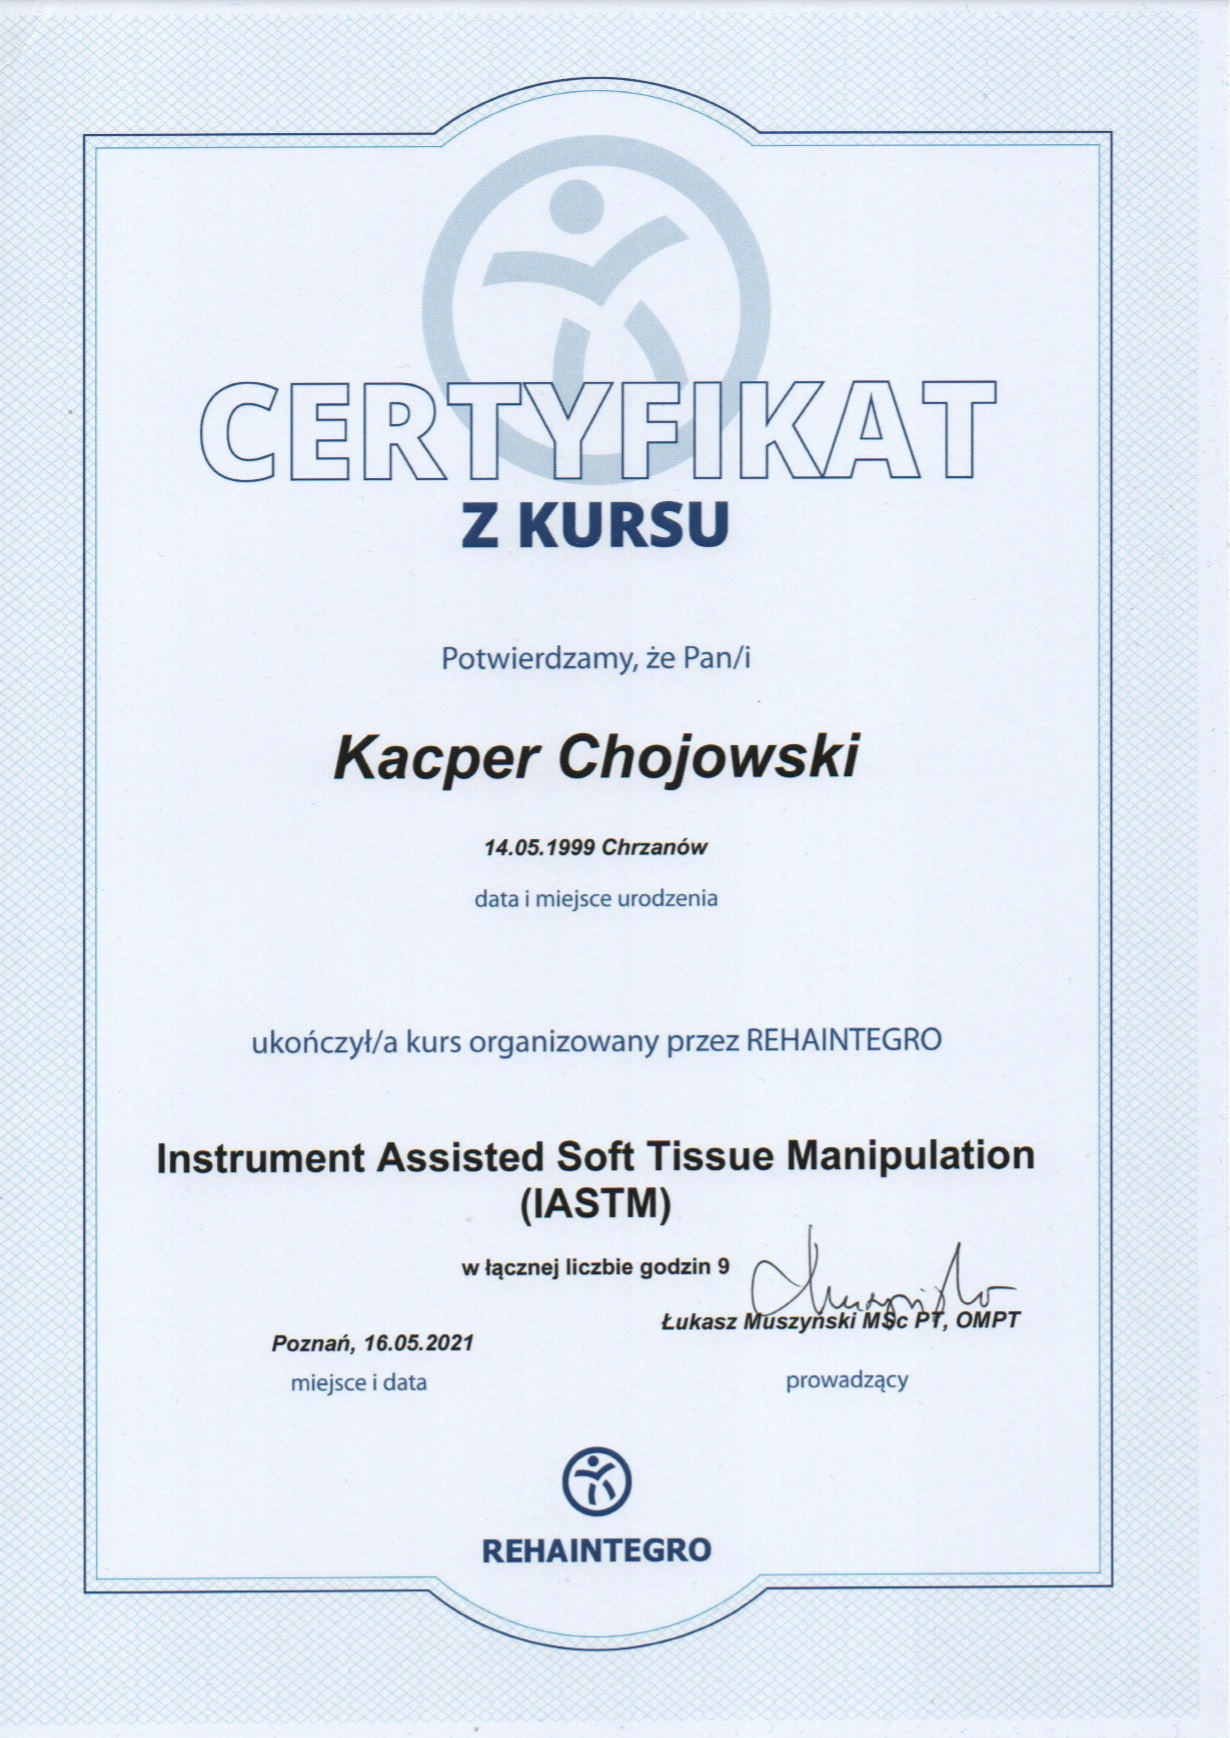 CERTYFIKAT
Z KURSU
Potwierdzamy, że Pan/i
Kacper Chojowski
14.05.1999 Chrzanów
data i miejsce urodzenia
ukończył/a kurs organizowany przez REHAINTEGRO
Instrument Assisted Soft Tissue Manipulation
(IASTM)
w łącznej liczbie godzin 9
Łukasz Muszyński MSc PT, OMPT
Poznań, 16.05.2021
miejsce i data
prowadzący
REHAINTEGRO